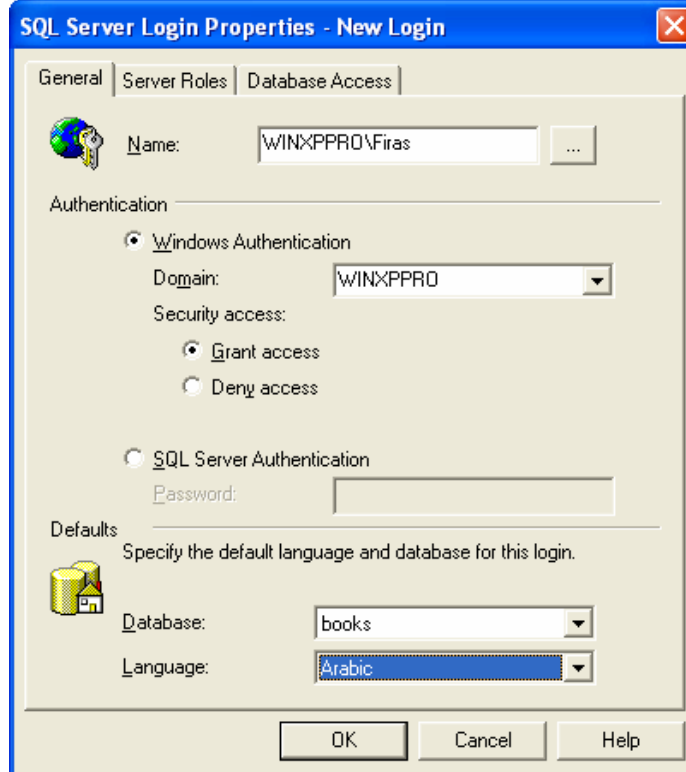 SQL Server Login Properties - New Login
General Server Roles Database Access
Name: WINXPPRO\Firas ...
Authentication
Windows Authentication
Domain: WINXPPRO
Security access:
Grant access
Deny access
SQL Server Authentication
Password:
Defaults
Specify the default language and database for this login.
Database: books
Language: Arabic
OK Cancel Help